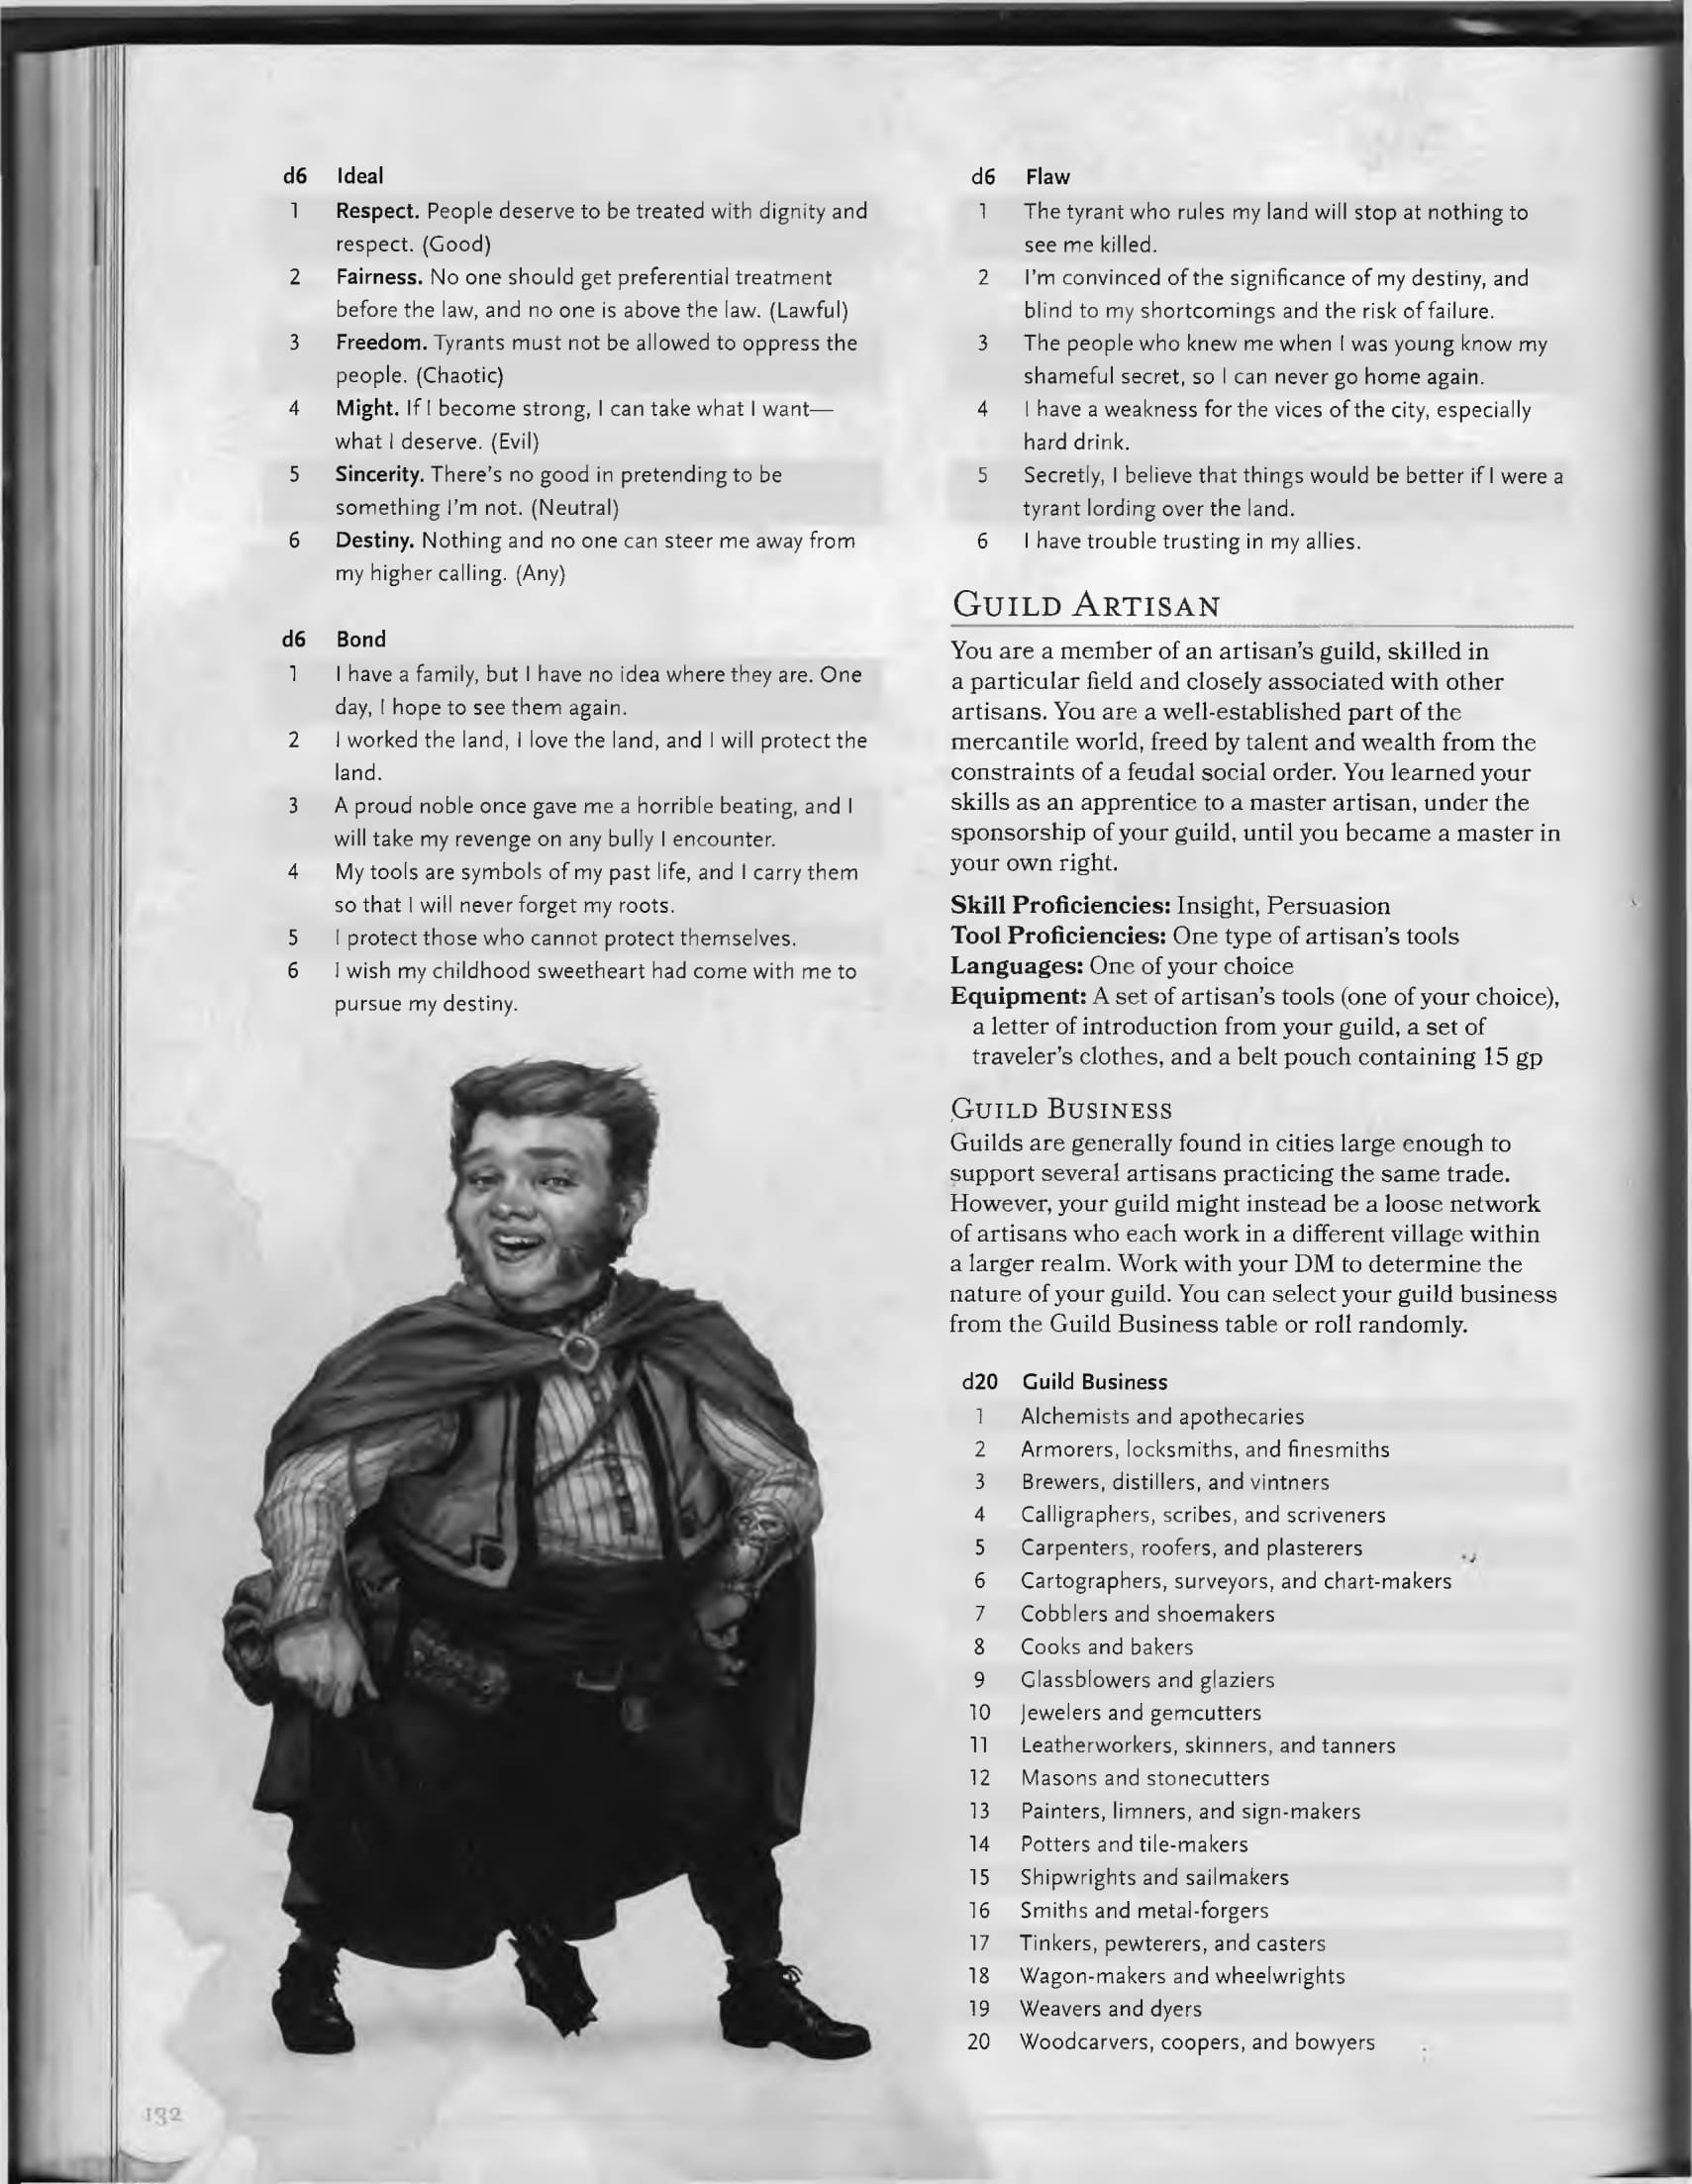 d6 Ideal
1 Respect. People deserve to be treated with dignity and
respect. (Good)
2 Fairness. No one should get preferential treatment
before the law, and no one is above the law. (Lawful)
3 Freedom. Tyrants must not be allowed to oppress the
people. (Chaotic)
4 Might. If I become strong, I can take what I want—
what I deserve. (Evil)
5 Sincerity. There's no good in pretending to be
something I'm not. (Neutral)
6 Destiny. Nothing and no one can steer me away from
my higher calling. (Any)
d6 Bond
1 I have a family, but I have no idea where they are. One
day, I hope to see them again.
2 I worked the land, I love the land, and I will protect the
land.
3 A proud noble once gave me a horrible beating, and I
will take my revenge on any bully I encounter.
4 My tools are symbols of my past life, and I carry them
so that I will never forget my roots.
5 I protect those who cannot protect themselves.
6 I wish my childhood sweetheart had come with me to
pursue my destiny.
d6 Flaw
1 The tyrant who rules my land will stop at nothing to
see me killed.
2 I'm convinced of the significance of my destiny, and
blind to my shortcomings and the risk of failure.
3 The people who knew me when I was young know my
shameful secret, so I can never go home again.
4 I have a weakness for the vices of the city, especially
hard drink.
5 Secretly, I believe that things would be better if I were a
tyrant lording over the land.
6 I have trouble trusting in my allies.
GUILD ARTISAN
You are a member of an artisan's guild, skilled in
a particular field and closely associated with other
artisans. You are a well-established part of the
mercantile world, freed by talent and wealth from the
constraints of a feudal social order. You learned your
skills as an apprentice to a master artisan, under the
sponsorship of your guild, until you became a master in
your own right.
Skill Proficiencies: Insight, Persuasion
Tool Proficiencies: One type of artisan's tools
Languages: One of your choice
Equipment: A set of artisan's tools (one of your choice),
a letter of introduction from your guild, a set of
traveler's clothes, and a belt pouch containing 15 gp
GUILD BUSINESS
Guilds are generally found in cities large enough to
support several artisans practicing the same trade.
However, your guild might instead be a loose network
of artisans who each work in a different village within
a larger realm. Work with your DM to determine the
nature of your guild. You can select your guild business
from the Guild Business table or roll randomly.
d20 Guild Business
1 Alchemists and apothecaries
2 Armorers, locksmiths, and finesmiths
3 Brewers, distillers, and vintners
4 Calligraphers, scribes, and scriveners
5 Carpenters, roofers, and plasterers
6 Cartographers, surveyors, and chart-makers
7 Cobblers and shoemakers
8 Cooks and bakers
9 Glassblowers and glaziers
10 Jewelers and gemcutters
11 Leatherworkers, skinners, and tanners
12 Masons and stonecutters
13 Painters, limners, and sign-makers
14 Potters and tile-makers
15 Shipwrights and sailmakers
16 Smiths and metal-forgers
17 Tinkers, pewterers, and casters
18 Wagon-makers and wheelwrights
19 Weavers and dyers
20 Woodcarvers, coopers, and bowyers
132